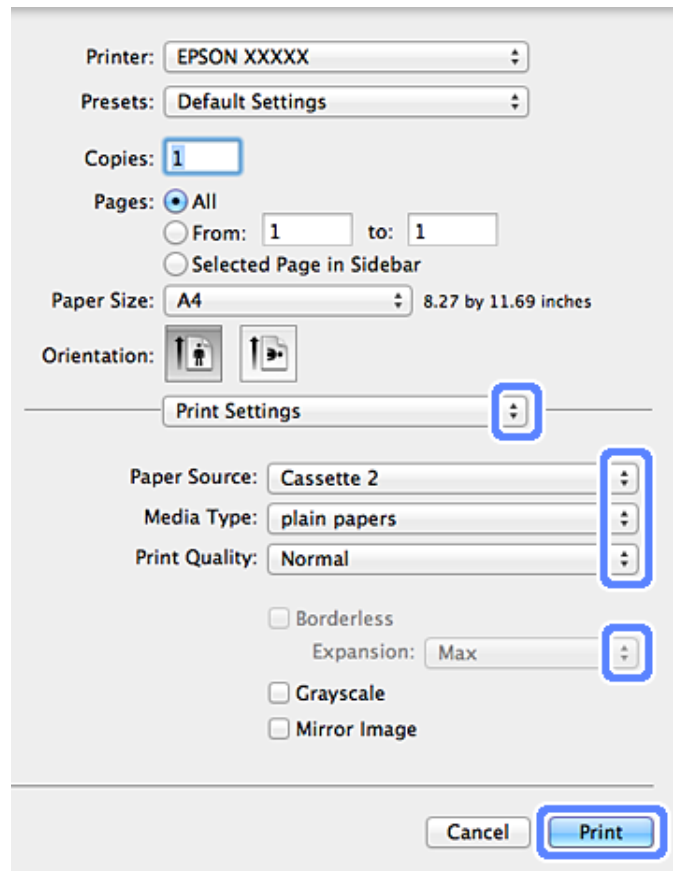 Printer: EPSON XXXXX
Presets: Default Settings
Copies: 1
Pages: All
From: 1 to: 1
Selected Page in Sidebar
Paper Size: A4 8.27 by 11.69 inches
Orientation:
Print Settings
Paper Source: Cassette 2
Media Type: plain papers
Print Quality: Normal
Borderless
Expansion: Max
Grayscale
Mirror Image
Cancel Print